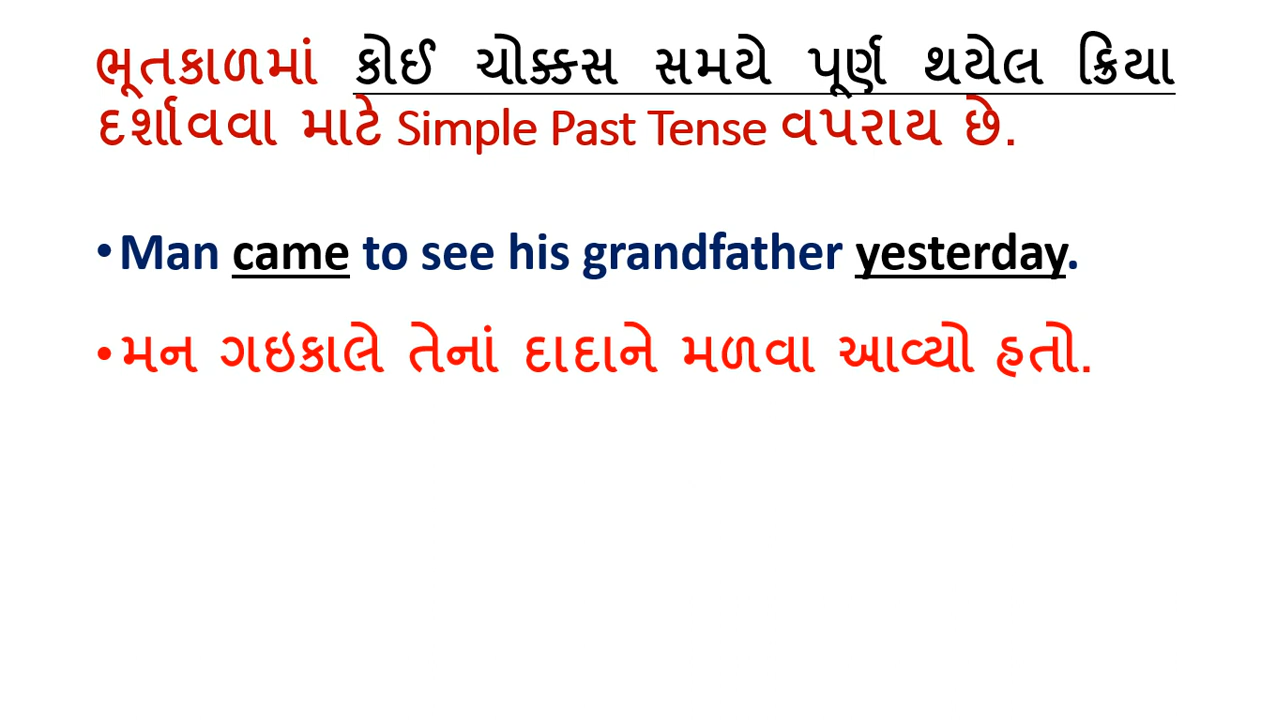 ભૂતકાળમાં કોઈ ચોક્કસ સમયે પૂર્ણ થયેલ ક્રિયા
દર્શાવવા માટે Simple Past Tense વપરાય છે.
•Man came to see his grandfather yesterday.
•મન ગઇકાલે તેનાં દાદાને મળવા આવ્યો હતો.